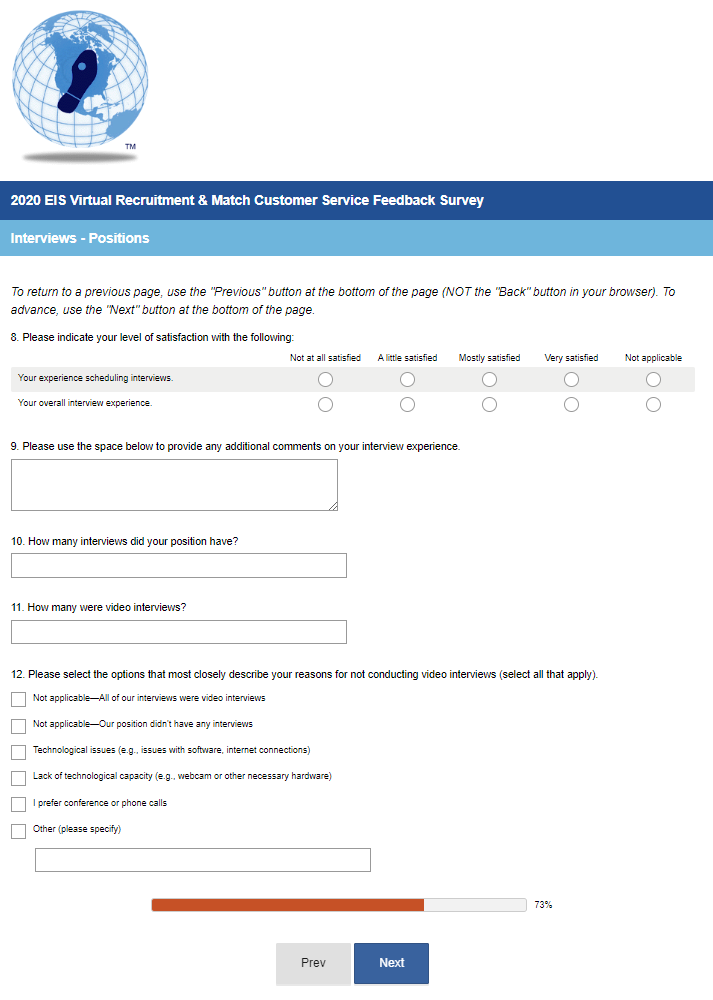 TM
2020 EIS Virtual Recruitment & Match Customer Service Feedback Survey
Interviews - Positions
To return to a previous page, use the "Previous" button at the bottom of the page (NOT the "Back" button in your browser). To
advance, use the "Next" button at the bottom of the page.
8. Please indicate your level of satisfaction with the following:
Not at all satisfied A little satisfied Mostly satisfied Very satisfied Not applicable
Your experience scheduling interviews.
Your overall interview experience.
9. Please use the space below to provide any additional comments on your interview experience.
10. How many interviews did your position have?
11. How many were video interviews?
12. Please select the options that most closely describe your reasons for not conducting video interviews (select all that apply).
Not applicable—All of our interviews were video interviews
Not applicable—Our position didn't have any interviews
Technological issues (e.g., issues with software, internet connections)
Lack of technological capacity (e.g., webcam or other necessary hardware)
I prefer conference or phone calls
Other (please specify)
73%
Prev Next